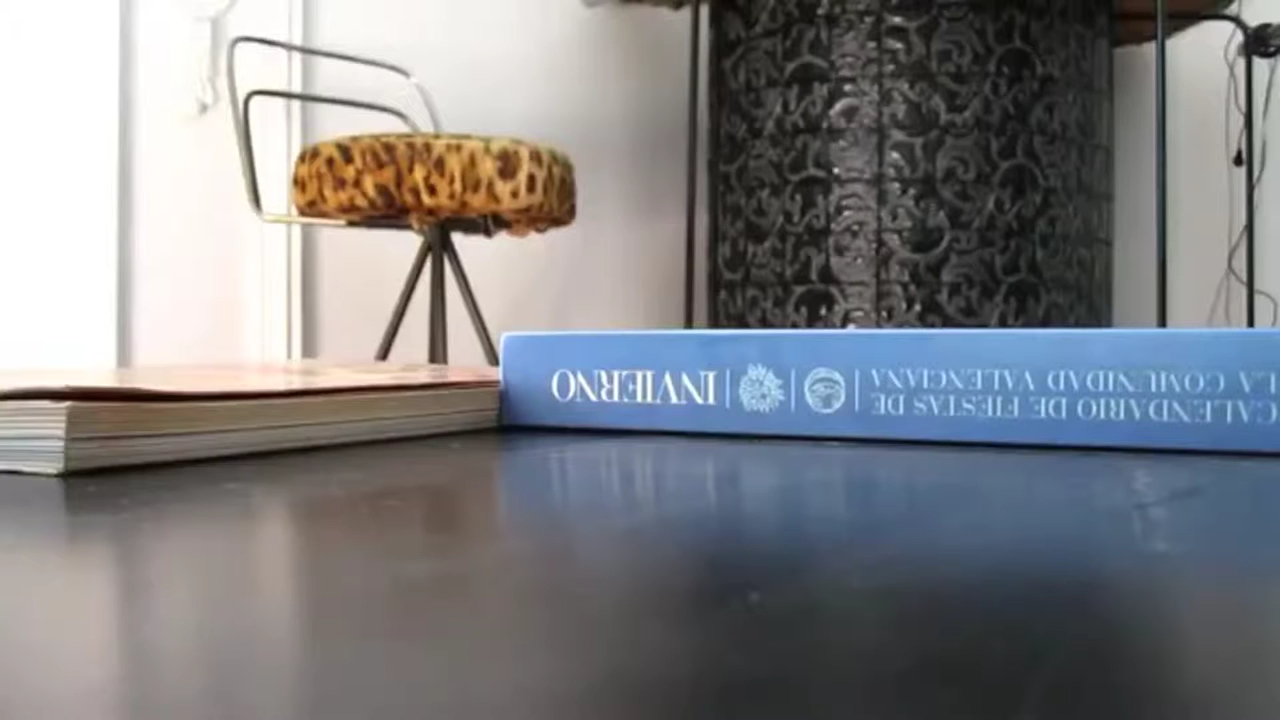 CALENDARIO DE FIESTAS DE
LA COMUNIDAD VALENCIANA
INVIERNO